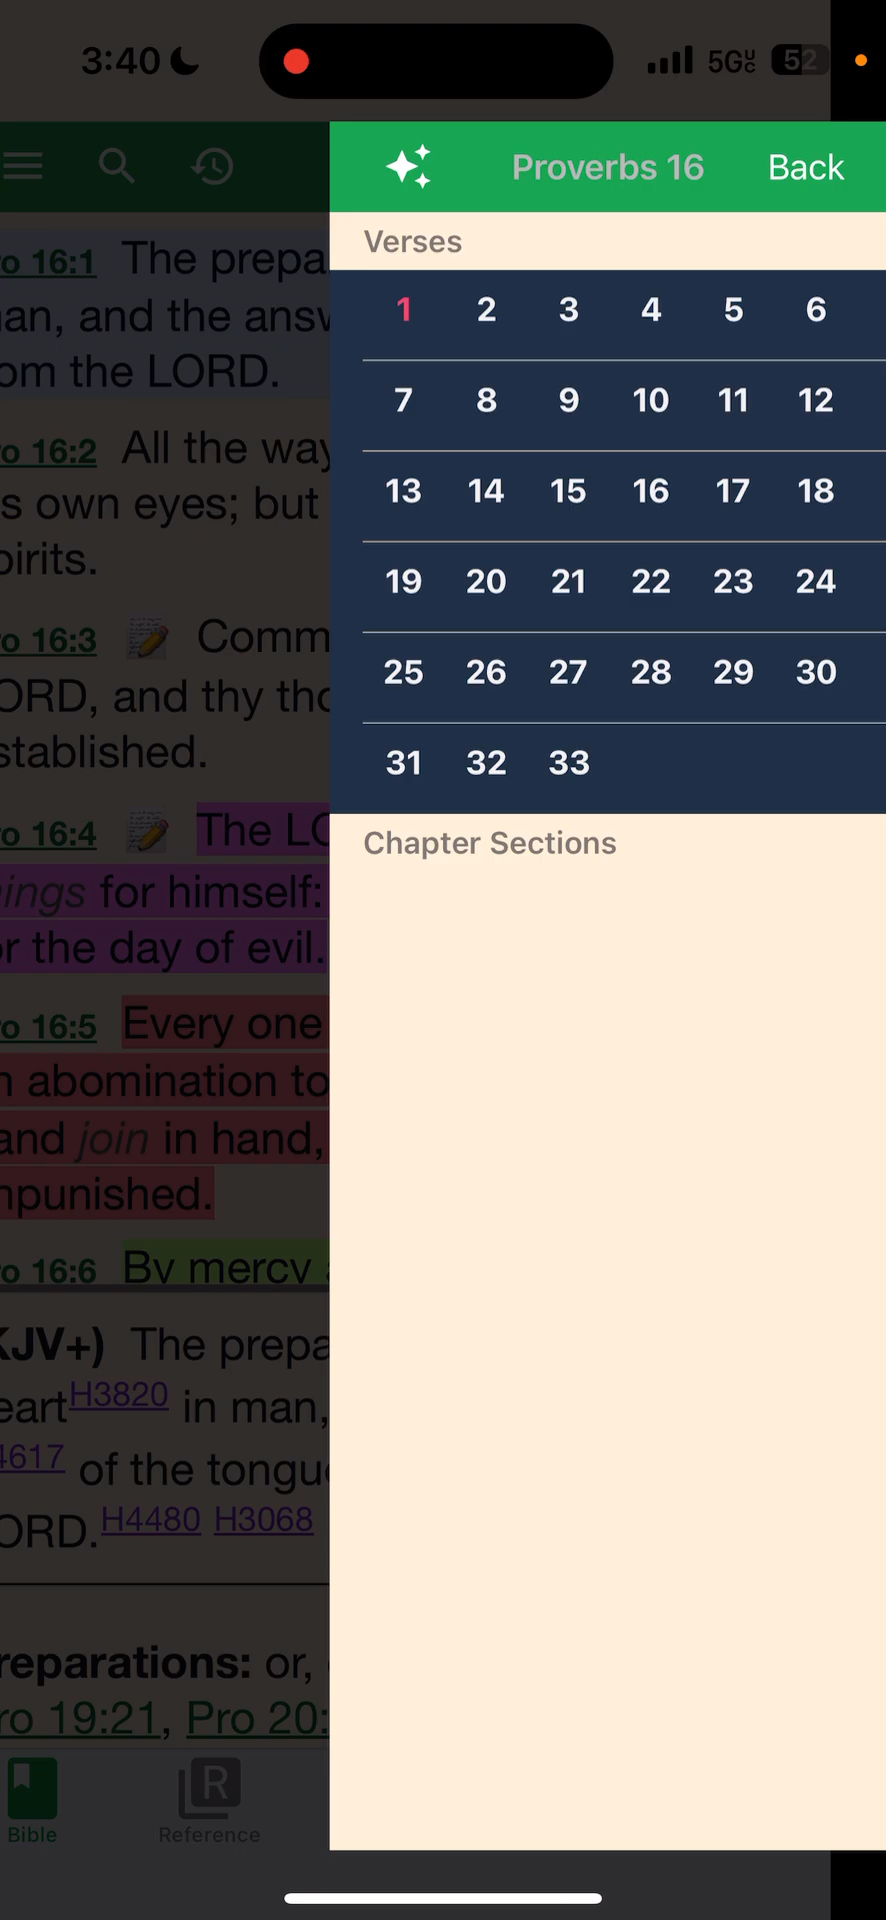 3:40
5G
52
Proverbs 16
Back
Verses
1 2 3 4 5 6
7 8 9 10 11 12
13 14 15 16 17 18
19 20 21 22 23 24
25 26 27 28 29 30
31 32 33
Chapter Sections
o 16:1 The prepa
an, and the answ
om the LORD.
o 16:2 All the way
s own eyes; but
pirits.
o 16:3 Comm
ORD, and thy tho
stablished.
o 16:4 The LO
ings for himself:
or the day of evil.
o 16:5 Every one
n abomination to
and join in hand,
npunished.
o 16:6 By mercy a
KJV+) The prepa
eart H3820 in man,
4617 of the tongue
ORD. H4480 H3068
reparations: or,
ro 19:21, Pro 20:
R
Bible
Reference